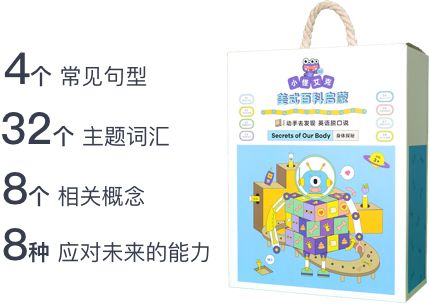 4个 常见句型
32个 主题词汇
8个 相关概念
8种 应对未来的能力
小怪艾克
美式百科启蒙
动手去发现 英语脱口说
Secrets of Our Body 身体探秘